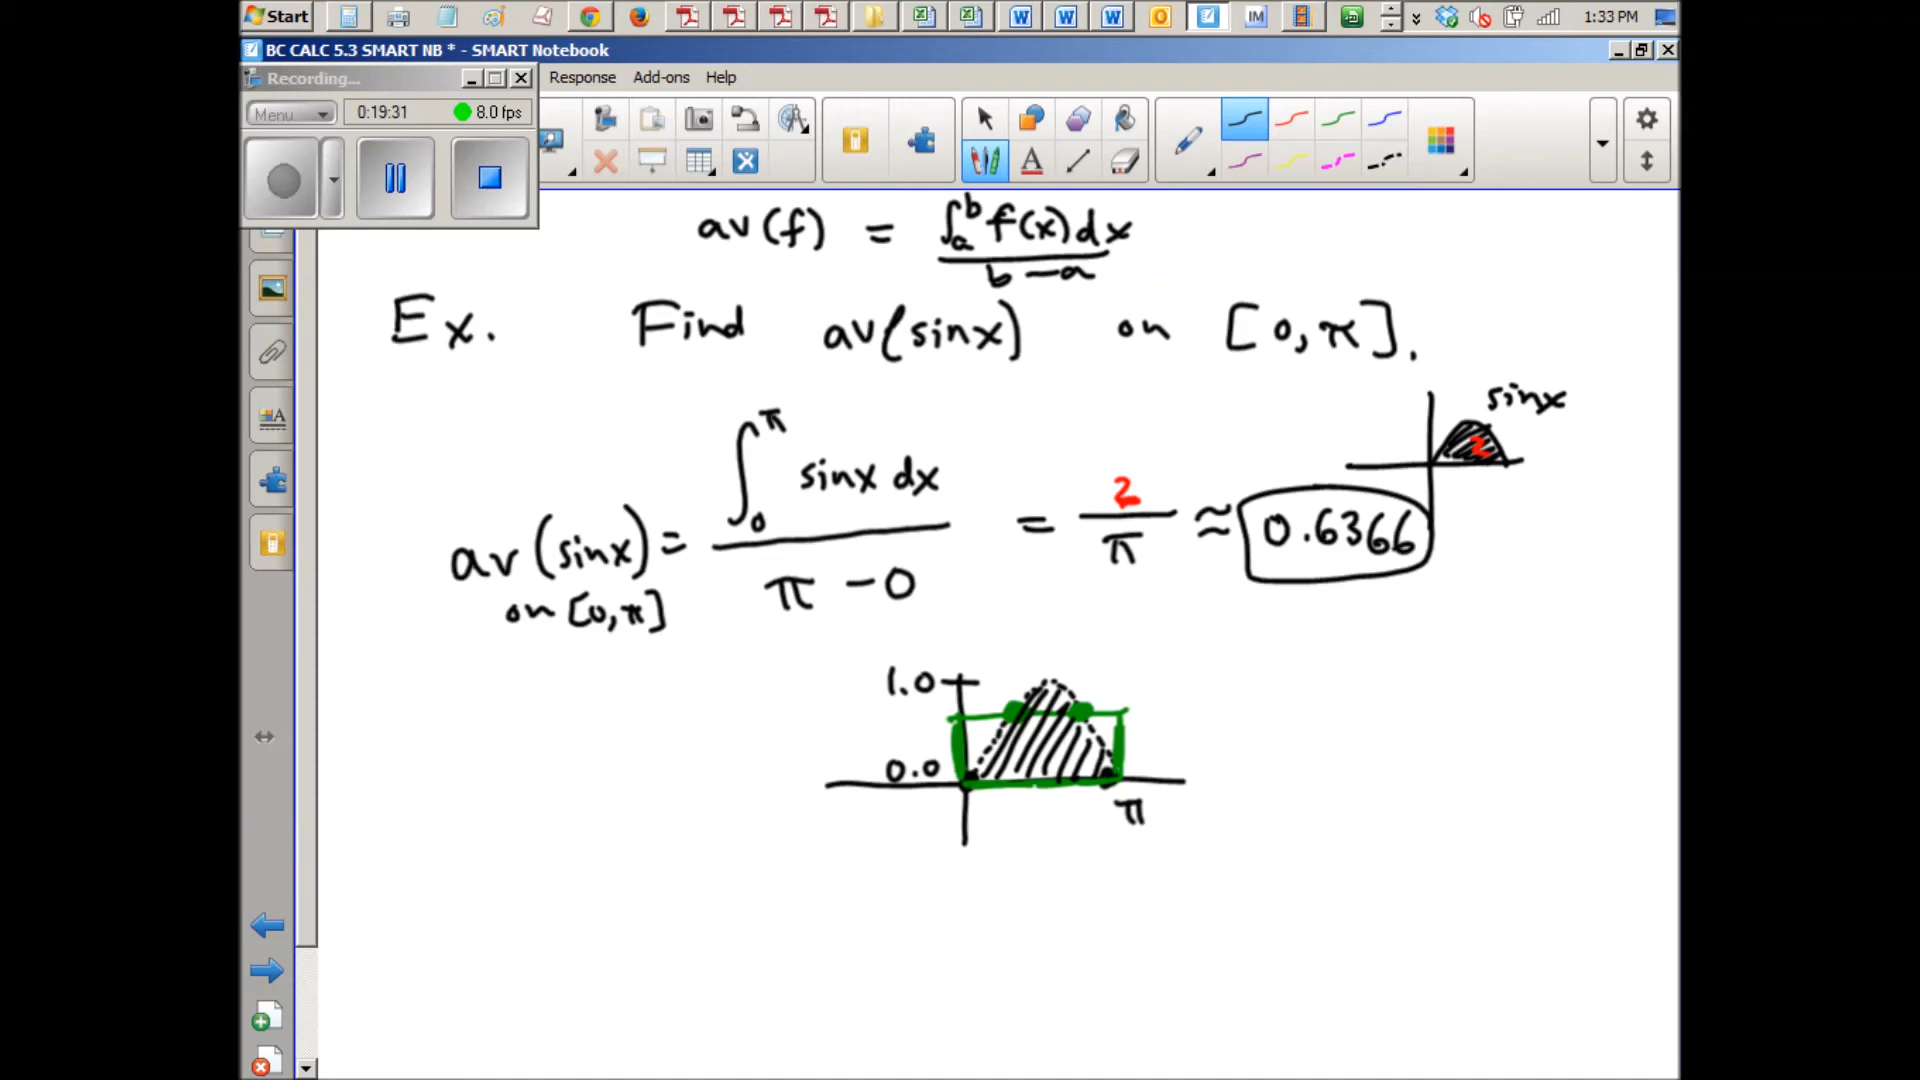 Start
1:33 PM
BC CALC 5.3 SMART NB * - SMART Notebook
Recording...
Response Add-ons Help
Menu 0:19:31 8.0 fps
av(f) = ∫_a^b f(x)dx / b-a
Ex. Find av(sinx) on [0,π].
sinx
2
av(sinx) = ∫_0^π sinx dx / π-0 = 2/π ≈ 0.6366
on [0,π]
1.0
0.0
π